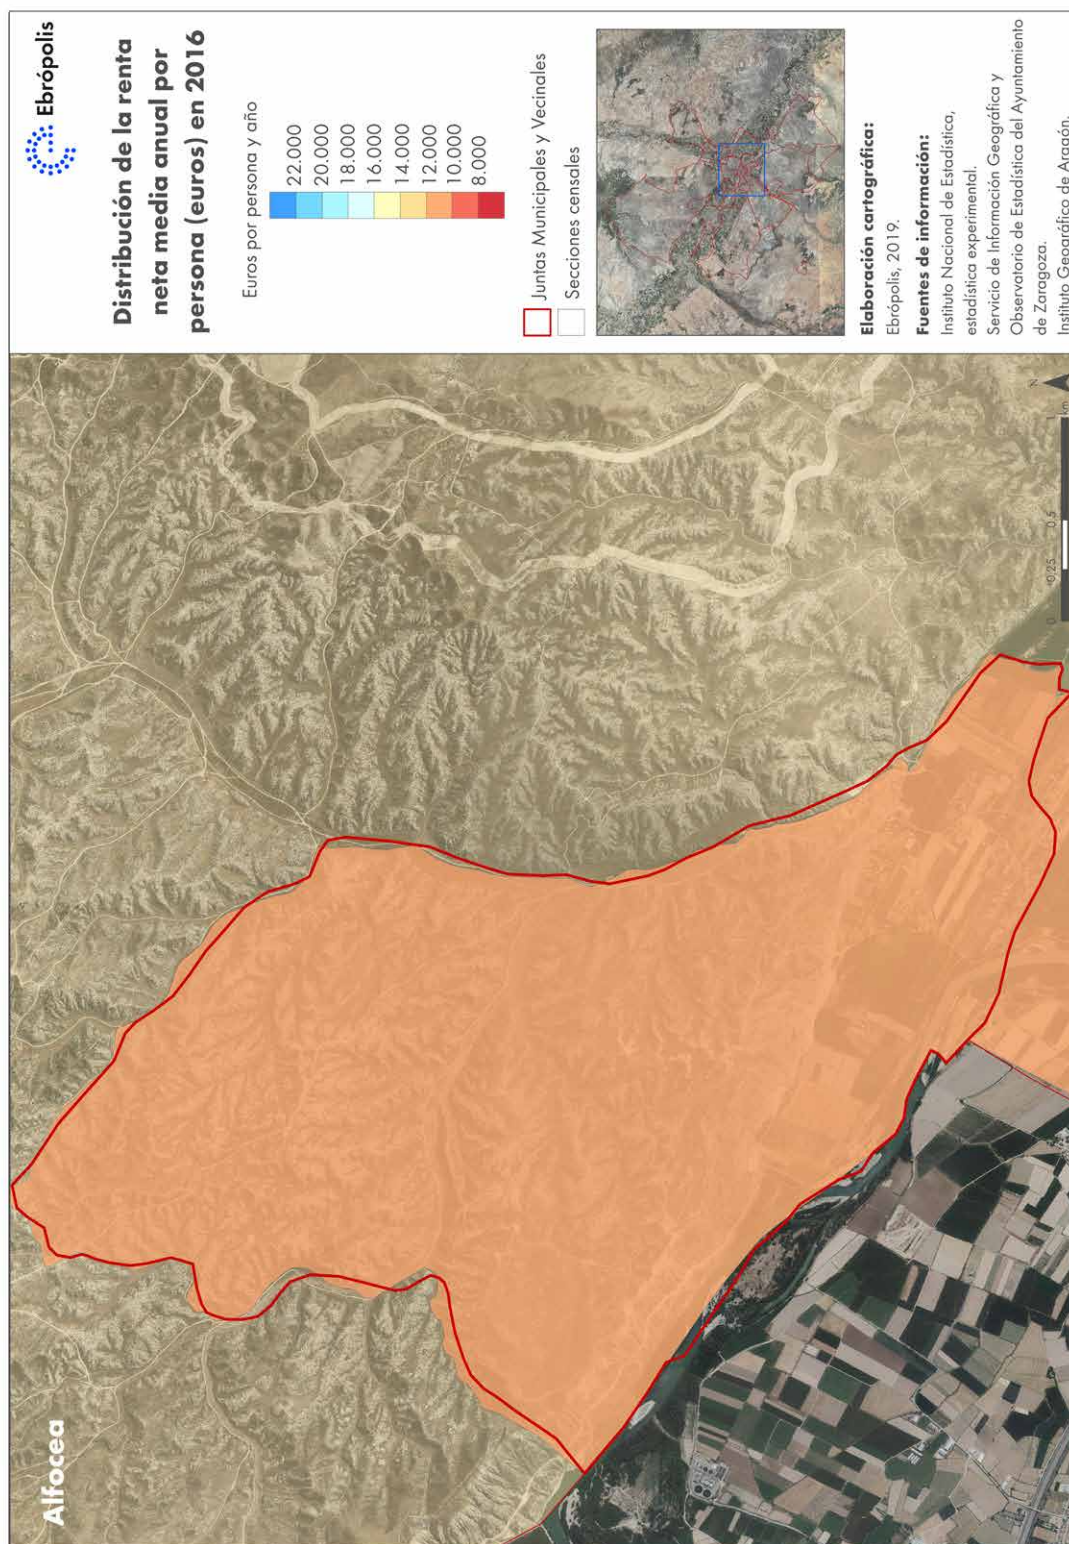 Alfocea
Ebrópolis
Distribución de la renta
neta media anual por
persona (euros) en 2016
Euros por persona y año
22.000
20.000
18.000
16.000
14.000
12.000
10.000
8.000
Juntas Municipales y Vecinales
Secciones censales
Elaboración cartográfica:
Ebrópolis, 2019.
Fuentes de información:
Instituto Nacional de Estadística,
estadística experimental.
Servicio de Información Geográfica y
Observatorio de Estadística del Ayuntamiento
de Zaragoza.
Instituto Geográfico de Aragón.
N
0 0,25 0,5 1
km